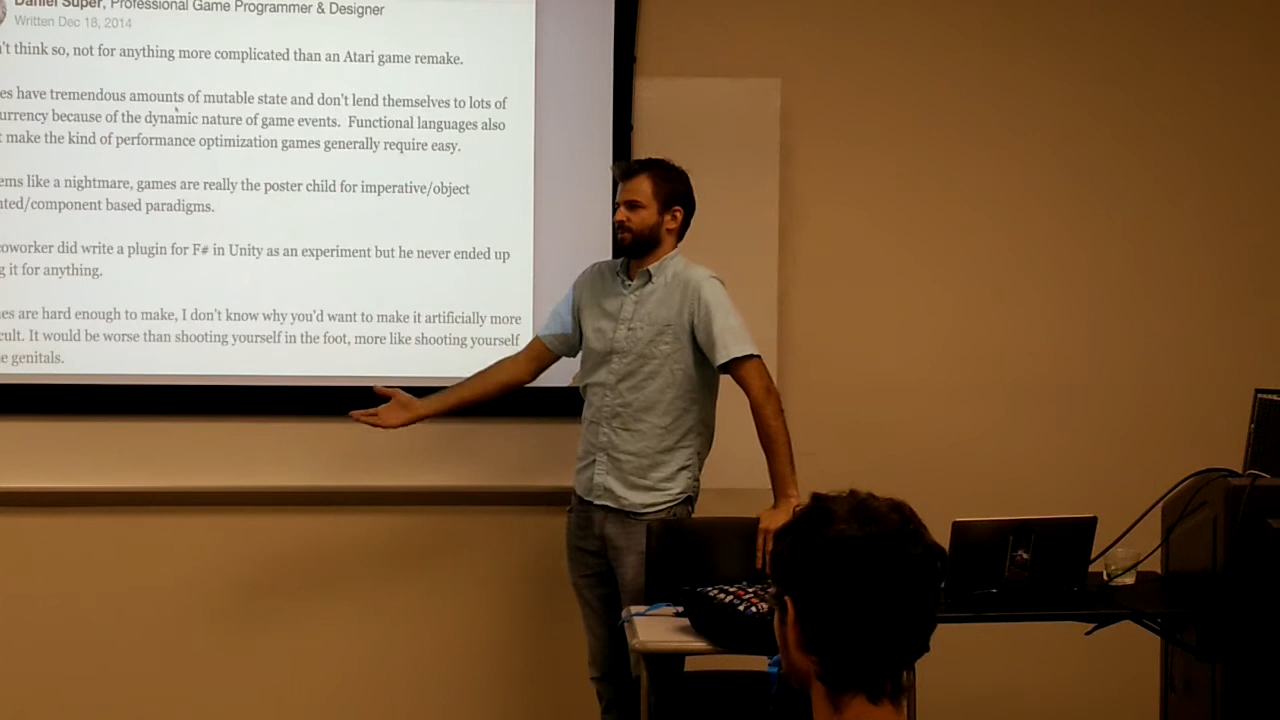 Daniel Super, Professional Game Programmer & Designer
Written Dec 18, 2014
't think so, not for anything more complicated than an Atari game remake.
es have tremendous amounts of mutable state and don't lend themselves to lots of
urrency because of the dynamic nature of game events. Functional languages also
t make the kind of performance optimization games generally require easy.
ems like a nightmare, games are really the poster child for imperative/object
nted/component based paradigms.
oworker did write a plugin for F# in Unity as an experiment but he never ended up
g it for anything.
es are hard enough to make, I don't know why you'd want to make it artificially more
cult. It would be worse than shooting yourself in the foot, more like shooting yourself
e genitals.